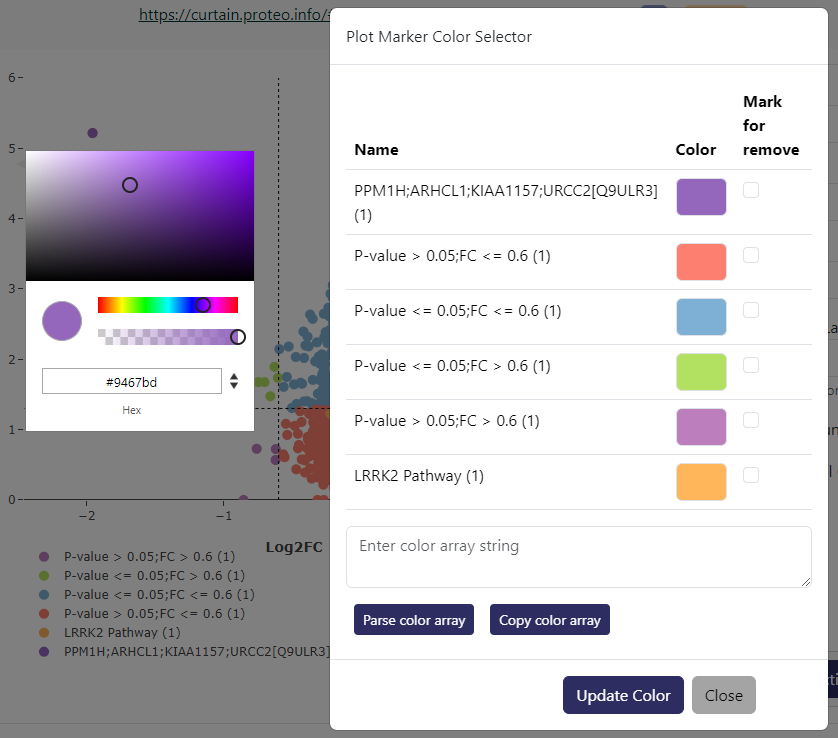 https://curtain.proteo.info/
Plot Marker Color Selector
Name
Color
Mark
for
remove
PPM1H;ARHCL1;KIAA1157;URCC2[Q9ULR3]
(1)
P-value > 0.05;FC <= 0.6 (1)
P-value <= 0.05;FC <= 0.6 (1)
P-value <= 0.05;FC > 0.6 (1)
P-value > 0.05;FC > 0.6 (1)
LRRK2 Pathway (1)
Enter color array string
Parse color array
Copy color array
Update Color
Close
6
5
4
3
2
1
0
#9467bd
Hex
−2
−1
Log2FC
P-value > 0.05;FC > 0.6 (1)
P-value <= 0.05;FC > 0.6 (1)
P-value <= 0.05;FC <= 0.6 (1)
P-value > 0.05;FC <= 0.6 (1)
LRRK2 Pathway (1)
PPM1H;ARHCL1;KIAA1157;URCC2[Q9ULR3]